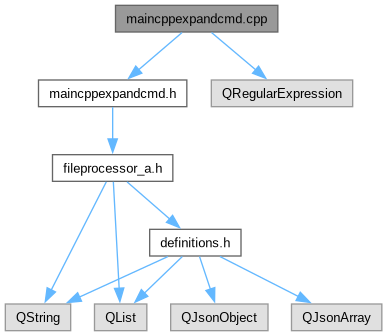 maincppexpandcmd.cpp
maincppexpandcmd.h
QRegularExpression
fileprocessor_a.h
definitions.h
QString
QList
QJsonObject
QJsonArray